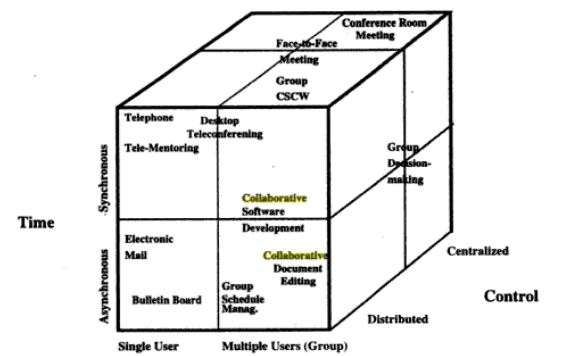 Conference Room
Meeting
Face-to-Face
Meeting
Group
CSCW
Telephone
Desktop
Teleconferening
Tele-Mentoring
Group
Decision-
making
Synchronous
Collaborative
Software
Development
Time
Electronic
Mail
Collaborative
Document
Editing
Centralized
Asynchronous
Group
Schedule
Manag.
Bulletin Board
Control
Distributed
Single User
Multiple Users (Group)